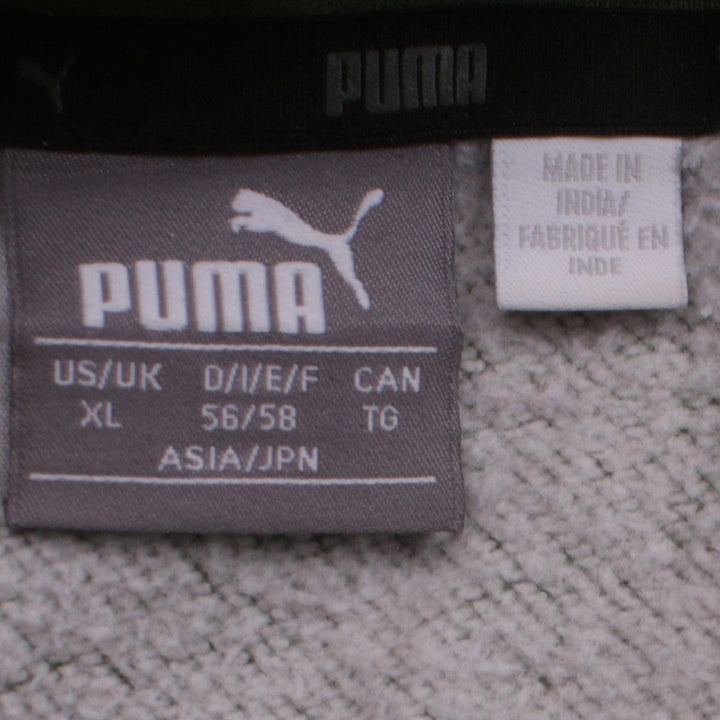 PUMA
PUMA
US/UK D/I/E/F CAN
XL 56/58 TG
ASIA/JPN
MADE IN
INDIA/
FABRIQUÉ EN
INDE